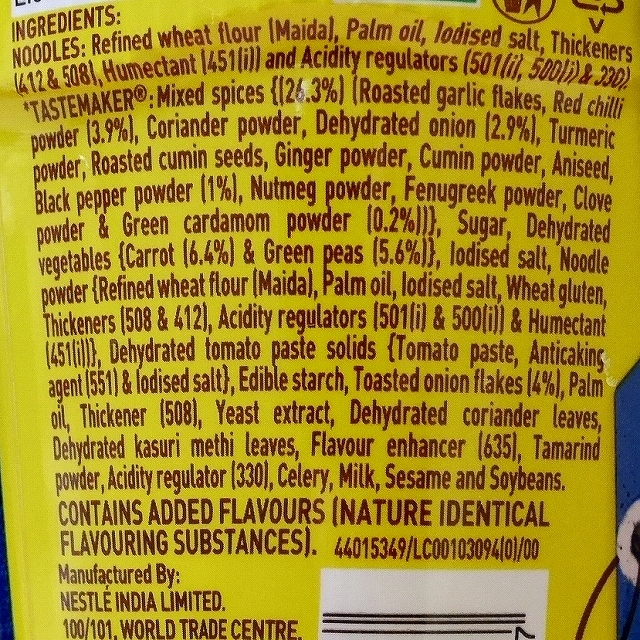 INGREDIENTS:
NOODLES: Refined wheat flour (Maida), Palm oil, Iodised salt, Thickeners
(412 & 508), Humectant (451(i)) and Acidity regulators (501(i), 500(i) & 330).
*TASTEMAKER®: Mixed spices {(26.3%) (Roasted garlic flakes, Red chilli
powder (3.9%), Coriander powder, Dehydrated onion (2.9%), Turmeric
powder, Roasted cumin seeds, Ginger powder, Cumin powder, Aniseed,
Black pepper powder (1%), Nutmeg powder, Fenugreek powder, Clove
powder & Green cardamom powder (0.2%))}, Sugar, Dehydrated
vegetables {Carrot (6.4%) & Green peas (5.6%)}, Iodised salt, Noodle
powder {Refined wheat flour (Maida), Palm oil, Iodised salt, Wheat gluten,
Thickeners (508 & 412), Acidity regulators (501(i) & 500(i)) & Humectant
(451(i))}, Dehydrated tomato paste solids {Tomato paste, Anticaking
agent (551) & Iodised salt}, Edible starch, Toasted onion flakes (4%), Palm
oil, Thickener (508), Yeast extract, Dehydrated coriander leaves,
Dehydrated kasuri methi leaves, Flavour enhancer (635), Tamarind
powder, Acidity regulator (330), Celery, Milk, Sesame and Soybeans.
CONTAINS ADDED FLAVOURS (NATURE IDENTICAL
FLAVOURING SUBSTANCES). 44015349/LC00103094(0)/00
Manufactured By:
NESTLÉ INDIA LIMITED.
100/101, WORLD TRADE CENTRE,